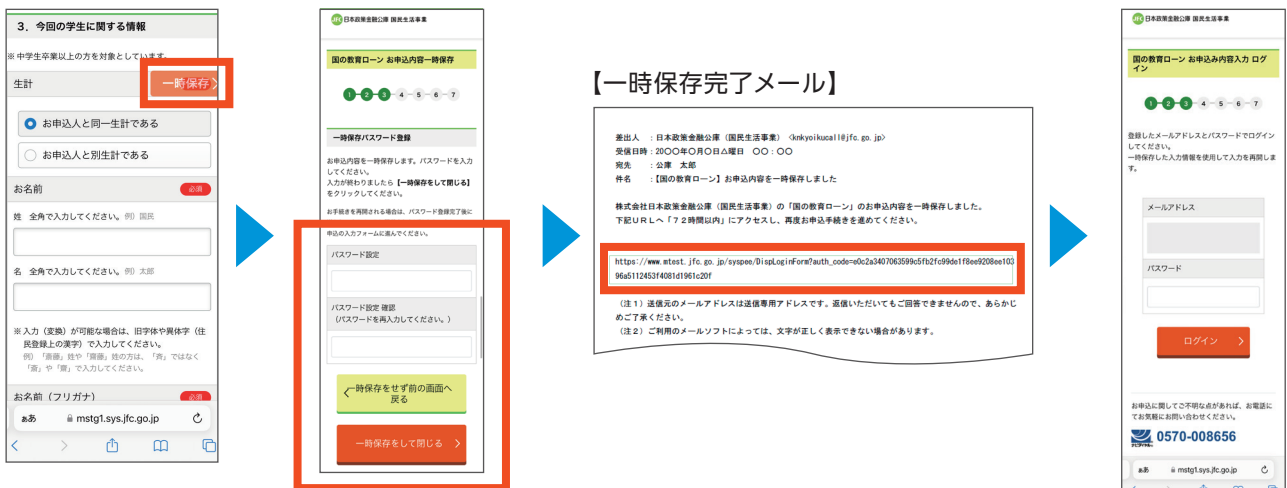 3．今回の学生に関する情報
※中学生卒業以上の方を対象としています。
生計
一時保存
お申込人と同一生計である
お申込人と別生計である
お名前
必須
姓 全角で入力してください。例）国民
名 全角で入力してください。例）太郎
※入力（変換）が可能な場合は、旧字体や異体字（住
民登録上の漢字）で入力してください。
例）「斎藤」姓や「齋藤」姓の方は、「斉」ではなく
「斎」や「齋」で入力してください。
お名前（フリガナ）
必須
ぁあ mstg1.sys.jfc.go.jp
JFC 日本政策金融公庫 国民生活事業
国の教育ローン お申込内容一時保存
1-2-3-4-5-6-7
一時保存パスワード登録
お申込内容を一時保存します。パスワードを入力
してください。
入力が終わりましたら【一時保存をして閉じる】
をクリックしてください。
お手続きを再開される場合は、パスワード登録完了後に
申込の入力フォームに進んでください。
パスワード設定
パスワード設定 確認
（パスワードを再入力してください。）
一時保存をせず前の画面へ
戻る
一時保存をして閉じる
【一時保存完了メール】
差出人 ：日本政策金融公庫（国民生活事業）〈knkyoikucall@jfc.go.jp〉
受信日時：20〇〇年〇月〇日△曜日 〇〇：〇〇
宛先 ：公庫 太郎
件名 ：【国の教育ローン】お申込内容を一時保存しました
株式会社日本政策金融公庫（国民生活事業）の「国の教育ローン」のお申込内容を一時保存しました。
下記ＵＲＬへ「７２時間以内」にアクセスし、再度お申込手続きを進めてください。
https://www.mtest.jfc.go.jp/syspee/DispLoginForm?auth_code=e0c2a3407063599c5fb2fc99de1f8ee9208ee103
96a5112453f4081d1961c20f
（注１）送信元のメールアドレスは送信専用アドレスです。返信いただいてもご回答できませんので、あらかじ
めご了承ください。
（注２）ご利用のメールソフトによっては、文字が正しく表示できない場合があります。
JFC 日本政策金融公庫 国民生活事業
国の教育ローン お申込み内容入力 ログ
イン
1-2-3-4-5-6-7
登録したメールアドレスとパスワードでログイン
してください。
一時保存した入力情報を使用して入力を再開しま
す。
メールアドレス
パスワード
ログイン
お申込に関してご不明な点があれば、お電話に
てお気軽にお問い合わせください。
0570-008656
ぁあ mstg1.sys.jfc.go.jp